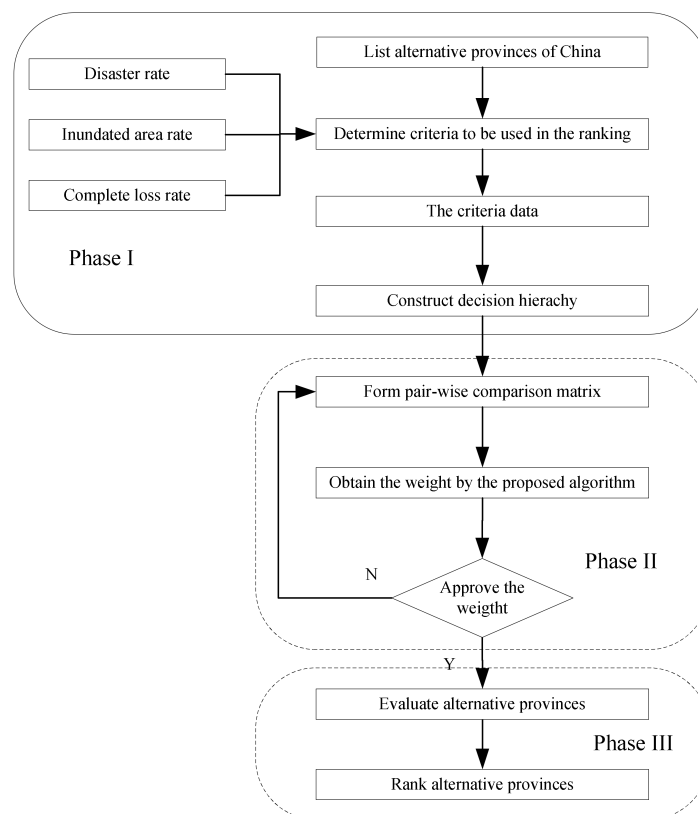 List alternative provinces of China
Disaster rate
Inundated area rate
Determine criteria to be used in the ranking
Complete loss rate
The criteria data
Phase I
Construct decision hierachy
Form pair-wise comparison matrix
Obtain the weight by the proposed algorithm
Phase II
N
Approve the
weigtht
Y
Evaluate alternative provinces
Phase III
Rank alternative provinces